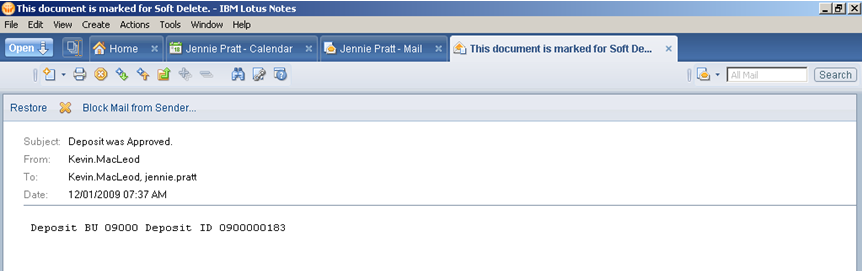 This document is marked for Soft Delete. - IBM Lotus Notes
File Edit View Create Actions Tools Window Help
Open Home Jennie Pratt - Calendar Jennie Pratt - Mail This document is marked for Soft De...
All Mail Search
Restore Block Mail from Sender...
Subject: Deposit was Approved.
From: Kevin.MacLeod
To: Kevin.MacLeod, jennie.pratt
Date: 12/01/2009 07:37 AM
Deposit BU 09000 Deposit ID 0900000183